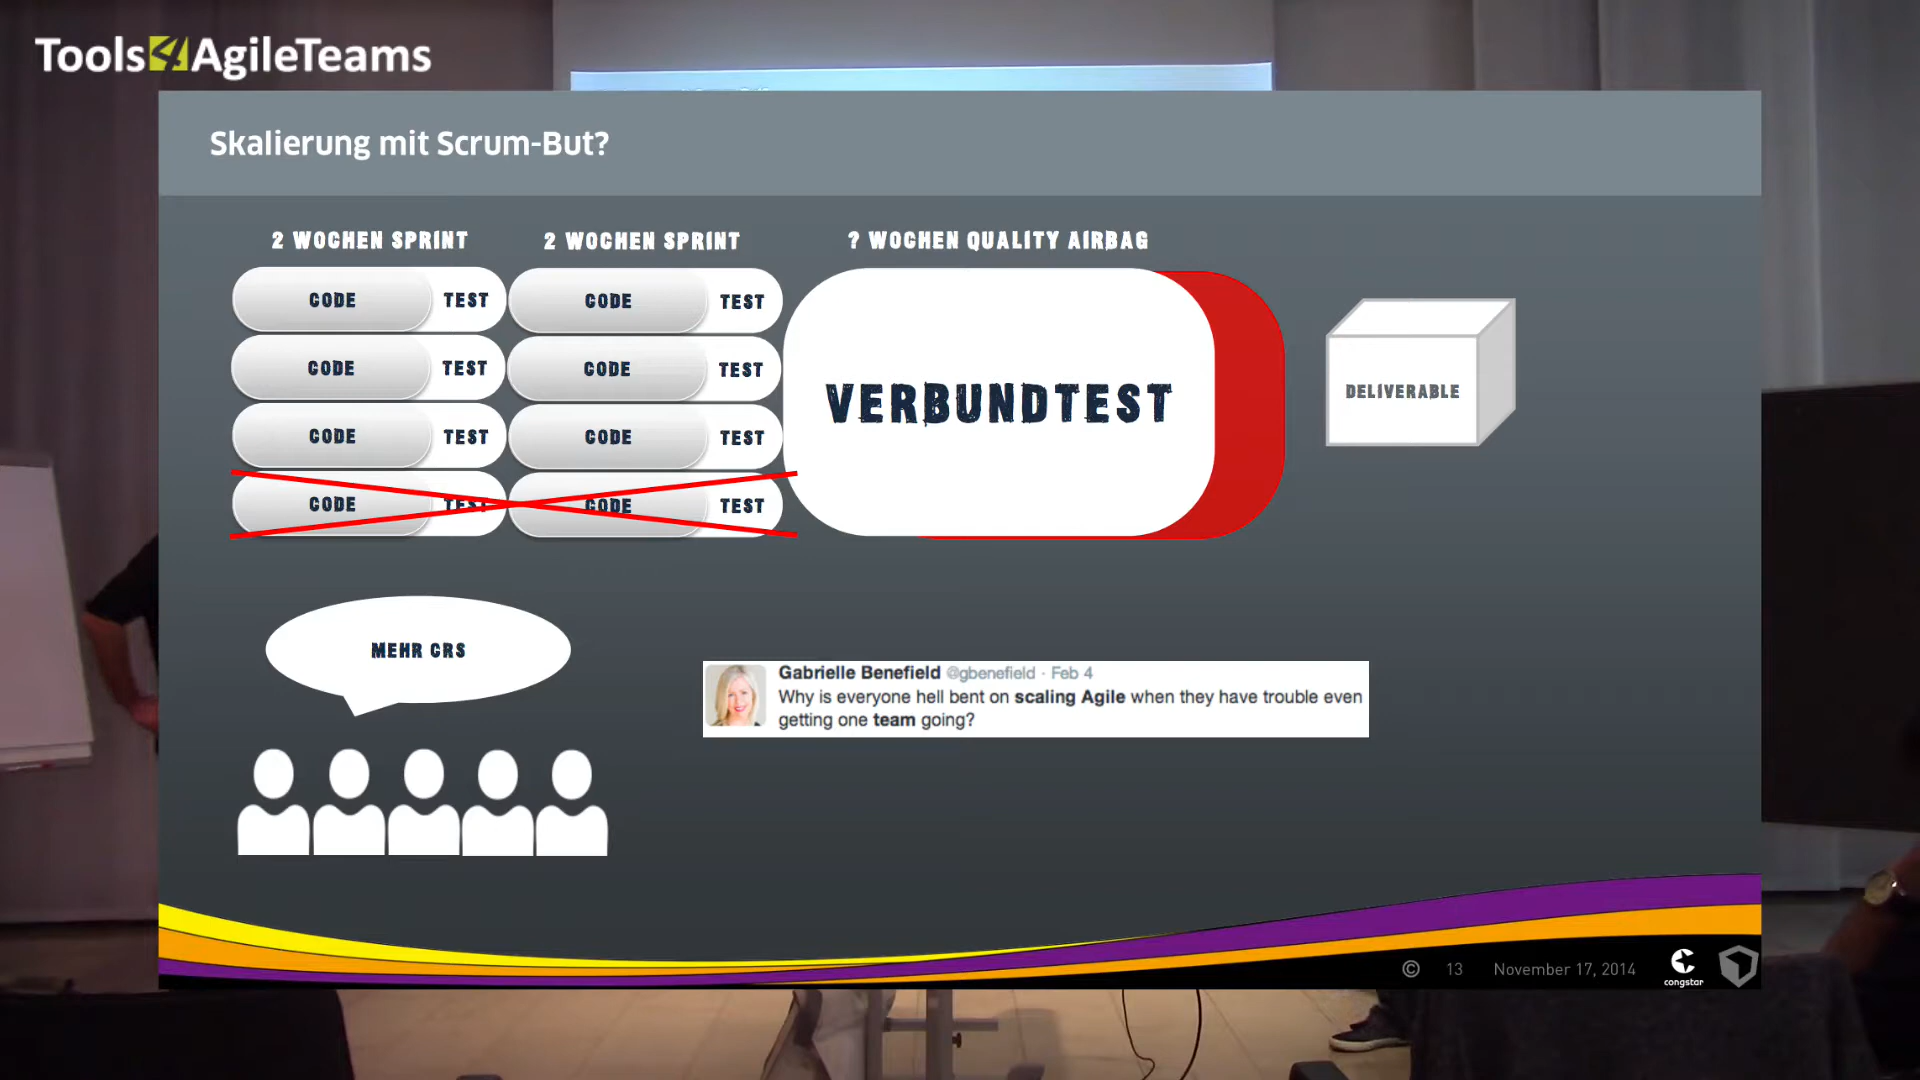 Tools4AgileTeams
Skalierung mit Scrum-But?
2 WOCHEN SPRINT
2 WOCHEN SPRINT
? WOCHEN QUALITY AIRBAG
CODE TEST CODE TEST
CODE TEST CODE TEST
CODE TEST CODE TEST
CODE TEST CODE TEST
VERBUNDTEST
DELIVERABLE
MEHR CRS
Gabrielle Benefield @gbenefield · Feb 4
Why is everyone hell bent on scaling Agile when they have trouble even
getting one team going?
© 13 November 17, 2014
congstar